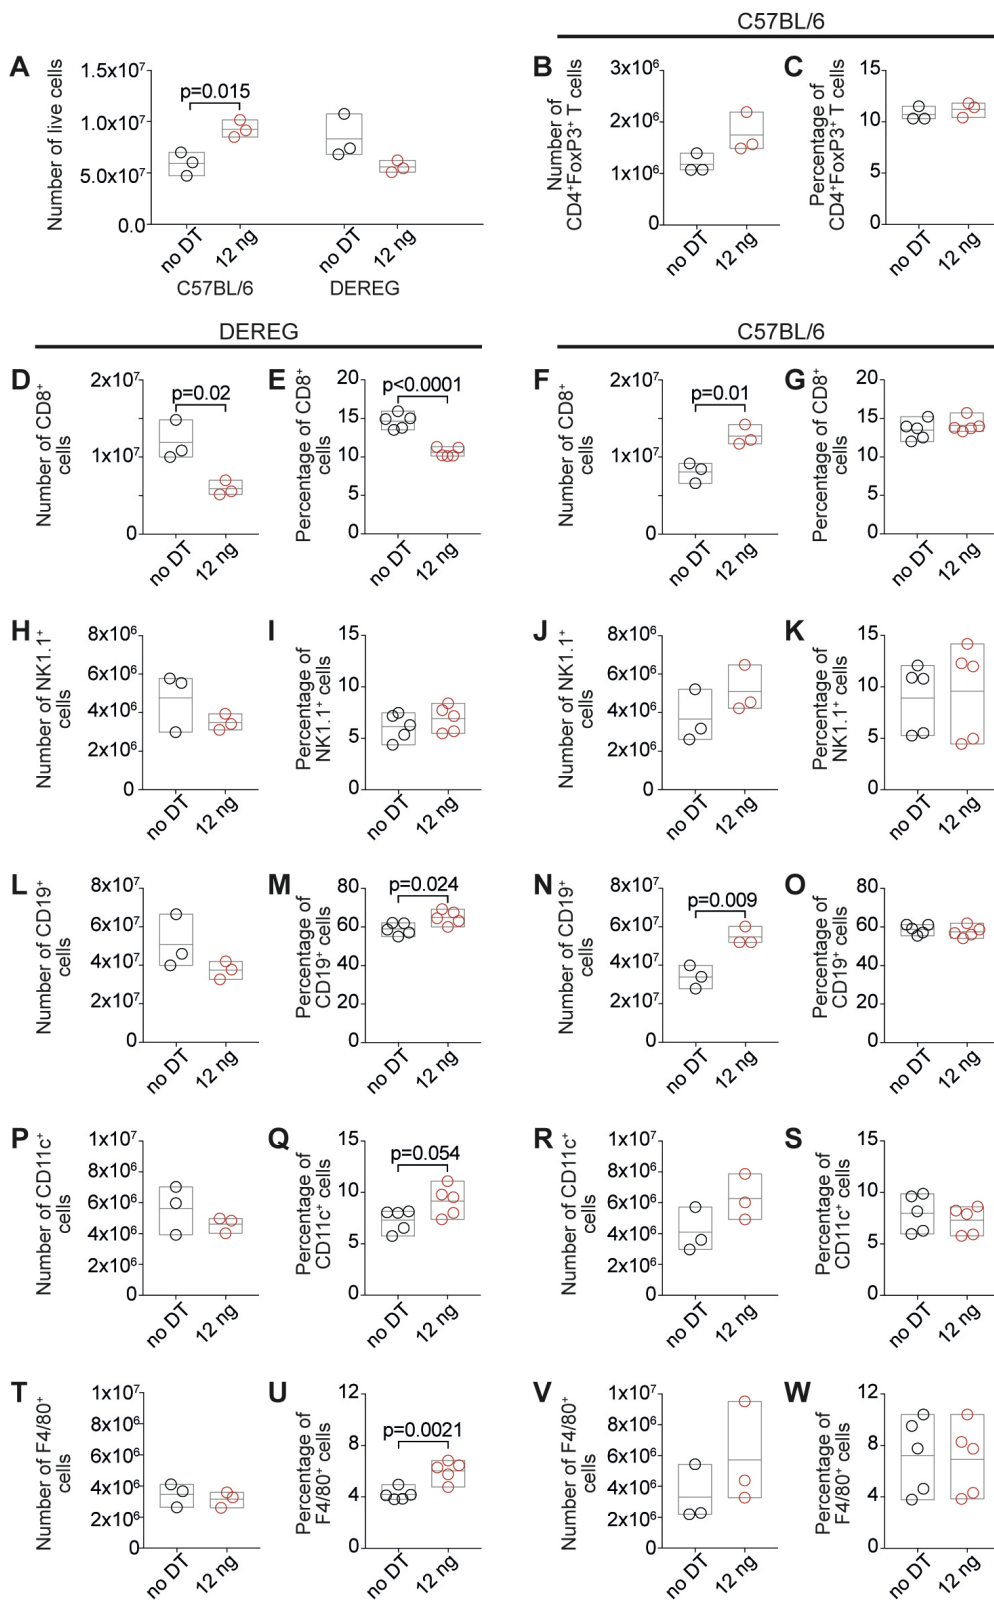 C57BL/6
A
Number of live cells
1.5x10⁷
1.0x10⁷
5.0x10⁷
0.0
p=0.015
no DT
12 ng
no DT
12 ng
C57BL/6
DEREG
B
Number of
CD4⁺FoxP3⁺ T cells
3x10⁶
2x10⁶
1x10⁶
0
no DT
12 ng
C
Percentage of
CD4⁺FoxP3⁺ T cells
15
10
5
0
no DT
12 ng
DEREG
C57BL/6
D
Number of CD8⁺
cells
2x10⁷
1x10⁷
0
p=0.02
no DT
12 ng
E
Percentage of CD8⁺
cells
20
15
10
5
0
p<0.0001
no DT
12 ng
F
Number of CD8⁺
cells
2x10⁷
1x10⁷
0
p=0.01
no DT
12 ng
G
Percentage of CD8⁺
cells
20
15
10
5
0
no DT
12 ng
H
Number of NK1.1⁺
cells
8x10⁶
6x10⁶
4x10⁶
2x10⁶
0
no DT
12 ng
I
Percentage of
NK1.1⁺ cells
15
10
5
0
no DT
12 ng
J
Number of NK1.1⁺
cells
8x10⁶
6x10⁶
4x10⁶
2x10⁶
0
no DT
12 ng
K
Percentage of
NK1.1⁺ cells
15
10
5
0
no DT
12 ng
L
Number of CD19⁺
cells
8x10⁷
6x10⁷
4x10⁷
2x10⁷
0
no DT
12 ng
M
Percentage of
CD19⁺ cells
80
60
40
20
0
p=0.024
no DT
12 ng
N
Number of CD19⁺
cells
8x10⁷
6x10⁷
4x10⁷
2x10⁷
0
p=0.009
no DT
12 ng
O
Percentage of
CD19⁺ cells
80
60
40
20
0
no DT
12 ng
P
Number of CD11c⁺
cells
1x10⁷
8x10⁶
6x10⁶
4x10⁶
2x10⁶
0
no DT
12 ng
Q
Percentage of
CD11c⁺ cells
15
10
5
0
p=0.054
no DT
12 ng
R
Number of CD11c⁺
cells
1x10⁷
8x10⁶
6x10⁶
4x10⁶
2x10⁶
0
no DT
12 ng
S
Percentage of
CD11c⁺ cells
15
10
5
0
no DT
12 ng
T
Number of F4/80⁺
cells
1x10⁷
8x10⁶
6x10⁶
4x10⁶
2x10⁶
0
no DT
12 ng
U
Percentage of
F4/80⁺ cells
12
8
4
0
p=0.0021
no DT
12 ng
V
Number of F4/80⁺
cells
1x10⁷
8x10⁶
6x10⁶
4x10⁶
2x10⁶
0
no DT
12 ng
W
Percentage of
F4/80⁺ cells
12
8
4
0
no DT
12 ng